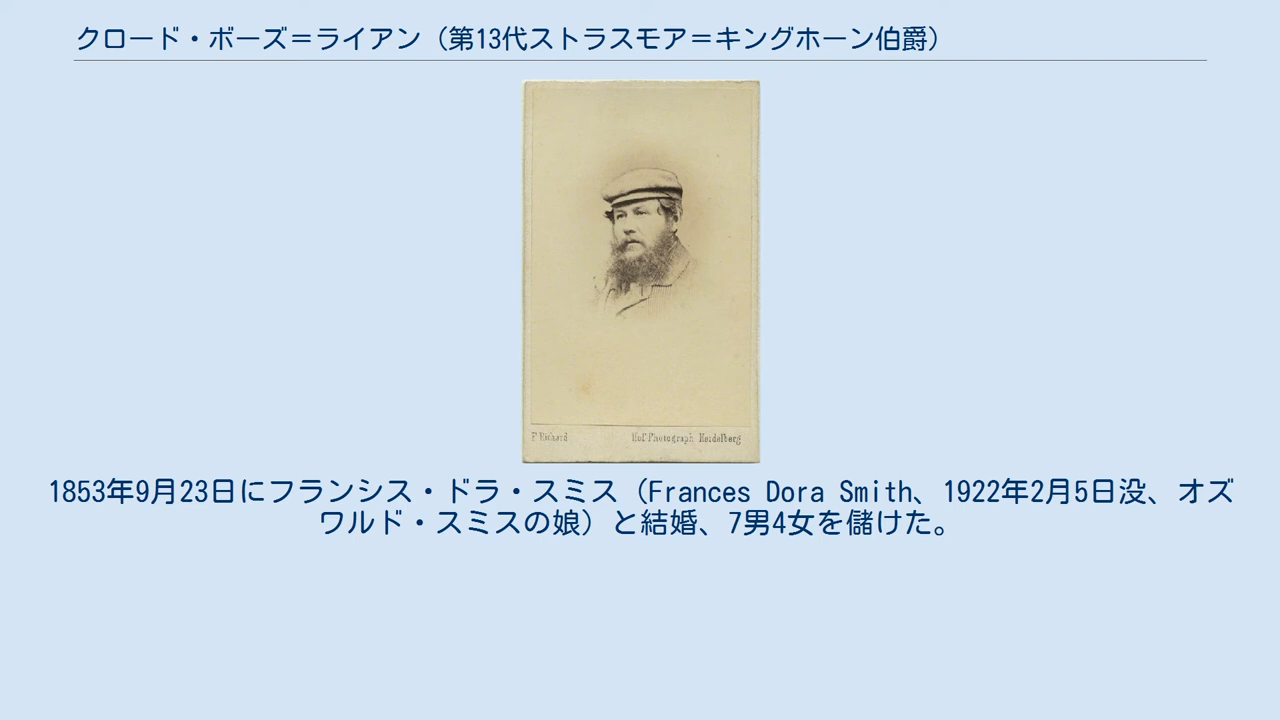 クロード・ボーズ＝ライアン（第13代ストラスモア＝キングホーン伯爵）
Hof-Photograph Heidelberg
1853年9月23日にフランシス・ドラ・スミス（Frances Dora Smith、1922年2月5日没、オズ
ワルド・スミスの娘）と結婚、7男4女を儲けた。